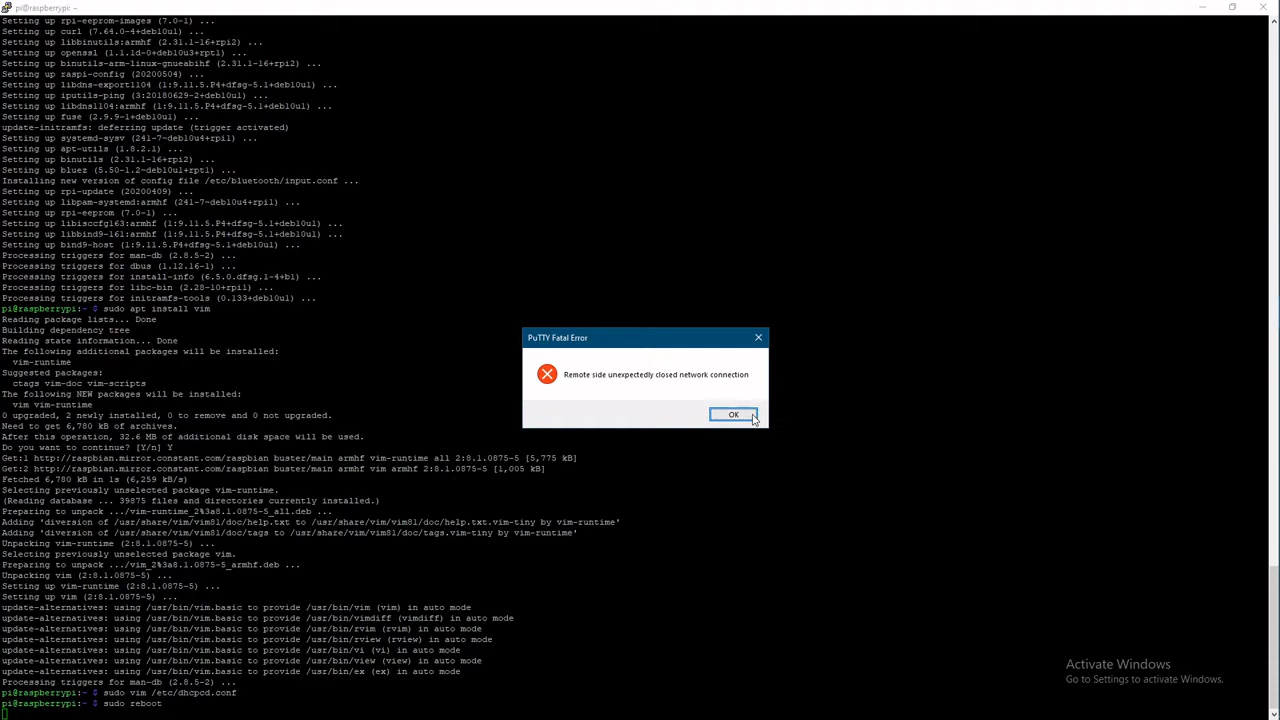 pi@raspberrypi: ~
Setting up rpi-eeprom-images (7.0-1) ...
Setting up curl (7.64.0-4+deb10u1) ...
Setting up libbinutils:armhf (2.31.1-16+rpi2) ...
Setting up openssl (1.1.1d-0+deb10u3+rpt1) ...
Setting up binutils-arm-linux-gnueabihf (2.31.1-16+rpi2) ...
Setting up raspi-config (20200504) ...
Setting up libdns-export1104 (1:9.11.5.P4+dfsg-5.1+deb10u1) ...
Setting up iputils-ping (3:20180629-2+deb10u1) ...
Setting up libdns1104:armhf (1:9.11.5.P4+dfsg-5.1+deb10u1) ...
Setting up fuse (2.9.9-1+deb10u1) ...
update-initramfs: deferring update (trigger activated)
Setting up systemd-sysv (241-7~deb10u4+rpi1) ...
Setting up apt-utils (1.8.2.1) ...
Setting up binutils (2.31.1-16+rpi2) ...
Setting up bluez (5.50-1.2~deb10u1+rpt1) ...
Installing new version of config file /etc/bluetooth/input.conf ...
Setting up rpi-update (20200409) ...
Setting up libpam-systemd:armhf (241-7~deb10u4+rpi1) ...
Setting up rpi-eeprom (7.0-1) ...
Setting up libisccfg163:armhf (1:9.11.5.P4+dfsg-5.1+deb10u1) ...
Setting up libbind9-161:armhf (1:9.11.5.P4+dfsg-5.1+deb10u1) ...
Setting up bind9-host (1:9.11.5.P4+dfsg-5.1+deb10u1) ...
Processing triggers for man-db (2.8.5-2) ...
Processing triggers for dbus (1.12.16-1) ...
Processing triggers for install-info (6.5.0.dfsg.1-4+b1) ...
Processing triggers for libc-bin (2.28-10+rpi1) ...
Processing triggers for initramfs-tools (0.133+deb10u1) ...
pi@raspberrypi:~ $ sudo apt install vim
Reading package lists... Done
Building dependency tree
Reading state information... Done
The following additional packages will be installed:
vim-runtime
Suggested packages:
ctags vim-doc vim-scripts
The following NEW packages will be installed:
vim vim-runtime
0 upgraded, 2 newly installed, 0 to remove and 0 not upgraded.
Need to get 6,780 kB of archives.
After this operation, 32.6 MB of additional disk space will be used.
Do you want to continue? [Y/n] Y
Get:1 http://raspbian.mirror.constant.com/raspbian buster/main armhf vim-runtime all 2:8.1.0875-5 [5,775 kB]
Get:2 http://raspbian.mirror.constant.com/raspbian buster/main armhf vim armhf 2:8.1.0875-5 [1,005 kB]
Fetched 6,780 kB in 1s (6,259 kB/s)
Selecting previously unselected package vim-runtime.
(Reading database ... 39875 files and directories currently installed.)
Preparing to unpack .../vim-runtime_2%3a8.1.0875-5_all.deb ...
Adding 'diversion of /usr/share/vim/vim81/doc/help.txt to /usr/share/vim/vim81/doc/help.txt.vim-tiny by vim-runtime'
Adding 'diversion of /usr/share/vim/vim81/doc/tags to /usr/share/vim/vim81/doc/tags.vim-tiny by vim-runtime'
Unpacking vim-runtime (2:8.1.0875-5) ...
Selecting previously unselected package vim.
Preparing to unpack .../vim_2%3a8.1.0875-5_armhf.deb ...
Unpacking vim (2:8.1.0875-5) ...
Setting up vim-runtime (2:8.1.0875-5) ...
Setting up vim (2:8.1.0875-5) ...
update-alternatives: using /usr/bin/vim.basic to provide /usr/bin/vim (vim) in auto mode
update-alternatives: using /usr/bin/vim.basic to provide /usr/bin/vimdiff (vimdiff) in auto mode
update-alternatives: using /usr/bin/vim.basic to provide /usr/bin/rvim (rvim) in auto mode
update-alternatives: using /usr/bin/vim.basic to provide /usr/bin/rview (rview) in auto mode
update-alternatives: using /usr/bin/vim.basic to provide /usr/bin/vi (vi) in auto mode
update-alternatives: using /usr/bin/vim.basic to provide /usr/bin/view (view) in auto mode
update-alternatives: using /usr/bin/vim.basic to provide /usr/bin/ex (ex) in auto mode
Processing triggers for man-db (2.8.5-2) ...
pi@raspberrypi:~ $ sudo vim /etc/dhcpcd.conf
pi@raspberrypi:~ $ sudo reboot
PuTTY Fatal Error
Remote side unexpectedly closed network connection
OK
Activate Windows
Go to Settings to activate Windows.